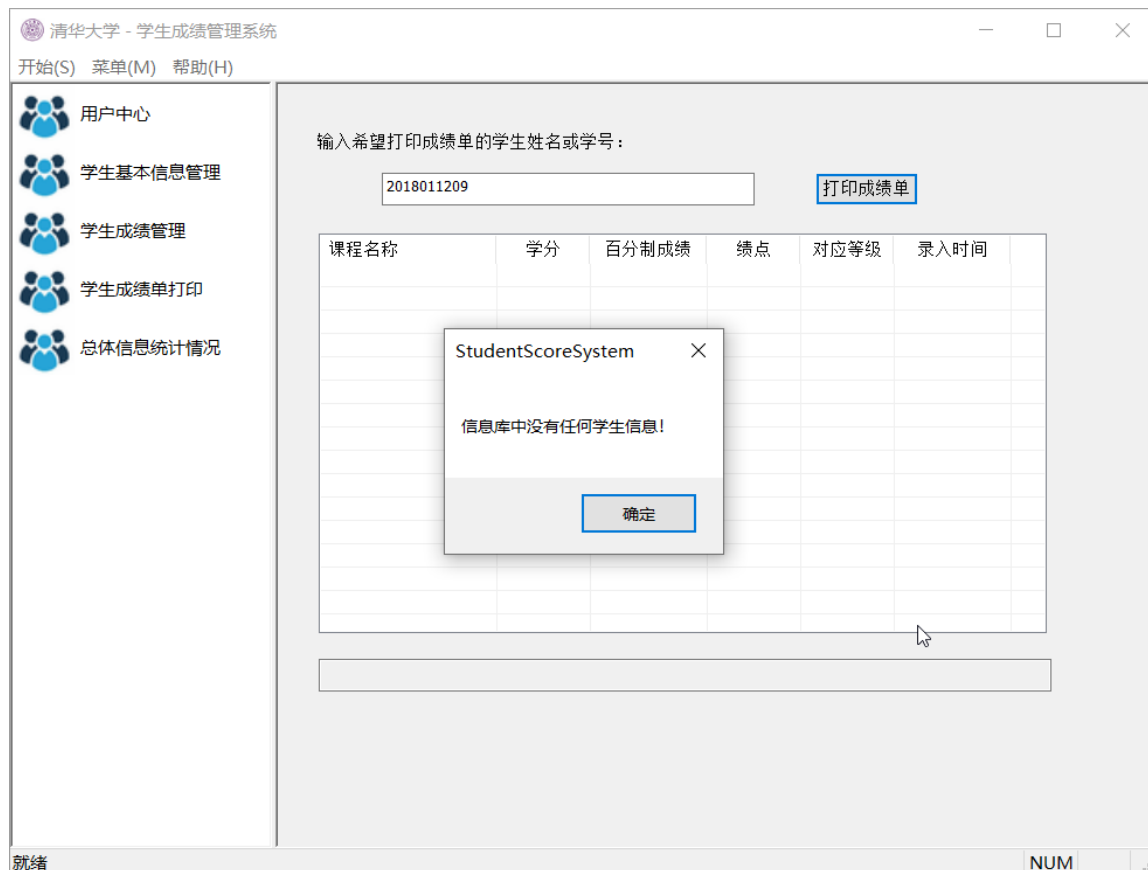 清华大学 - 学生成绩管理系统
开始(S) 菜单(M) 帮助(H)
用户中心
学生基本信息管理
学生成绩管理
学生成绩单打印
总体信息统计情况
输入希望打印成绩单的学生姓名或学号：
2018011209
打印成绩单
课程名称 学分 百分制成绩 绩点 对应等级 录入时间
StudentScoreSystem
信息库中没有任何学生信息！
确定
就绪
NUM